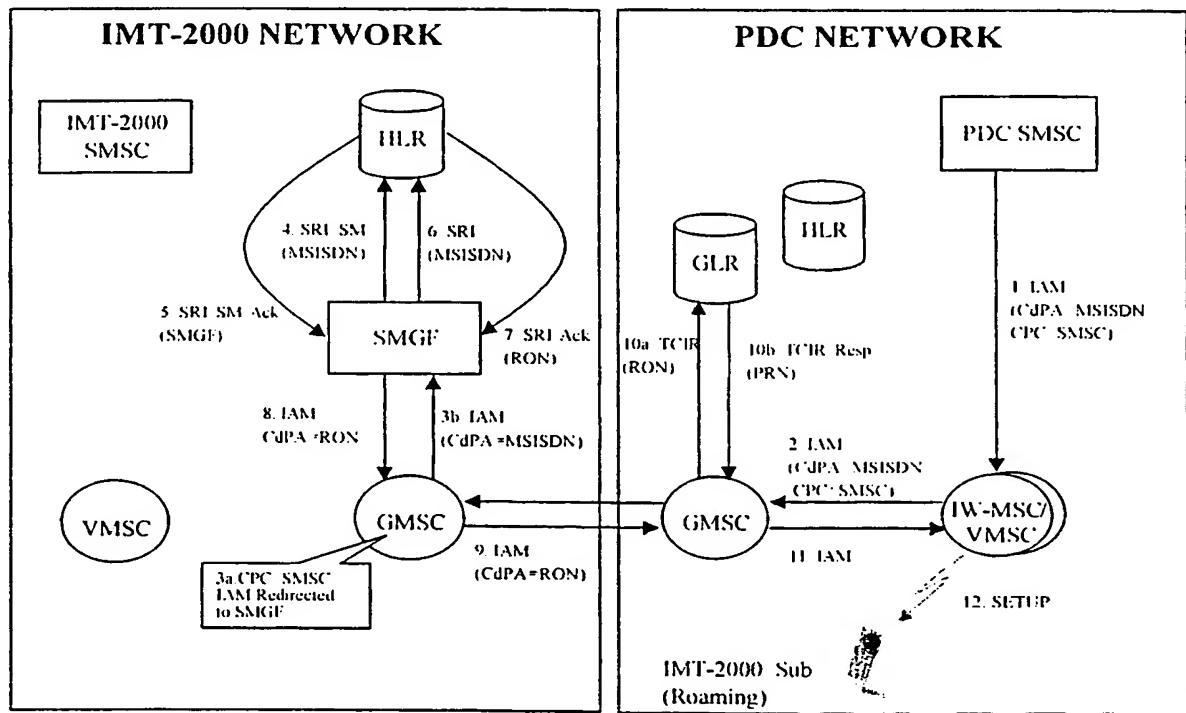 IMT-2000 NETWORK
IMT-2000
SMSC
HLR
4. SRI SM
(MSISDN)
6. SRI
(MSISDN)
5 SRI SM Ack
(SMGF)
SMGF
7 SRI Ack
(RON)
8. IAM
CdPA=RON
3b IAM
(CdPA=MSISDN)
VMSC
GMSC
3a.CPC SMSC
IAM Redirected
to SMGF
9. IAM
(CdPA=RON)
PDC NETWORK
PDC SMSC
HLR
GLR
1 IAM
(CdPA MSISDN
CPC SMSC)
10a TCIR
(RON)
10b TCIR Resp
(PRN)
2 IAM
(CdPA MSISDN
CPC SMSC)
GMSC
IW-MSC/
VMSC
11. IAM
12. SETUP
IMT-2000 Sub
(Roaming)